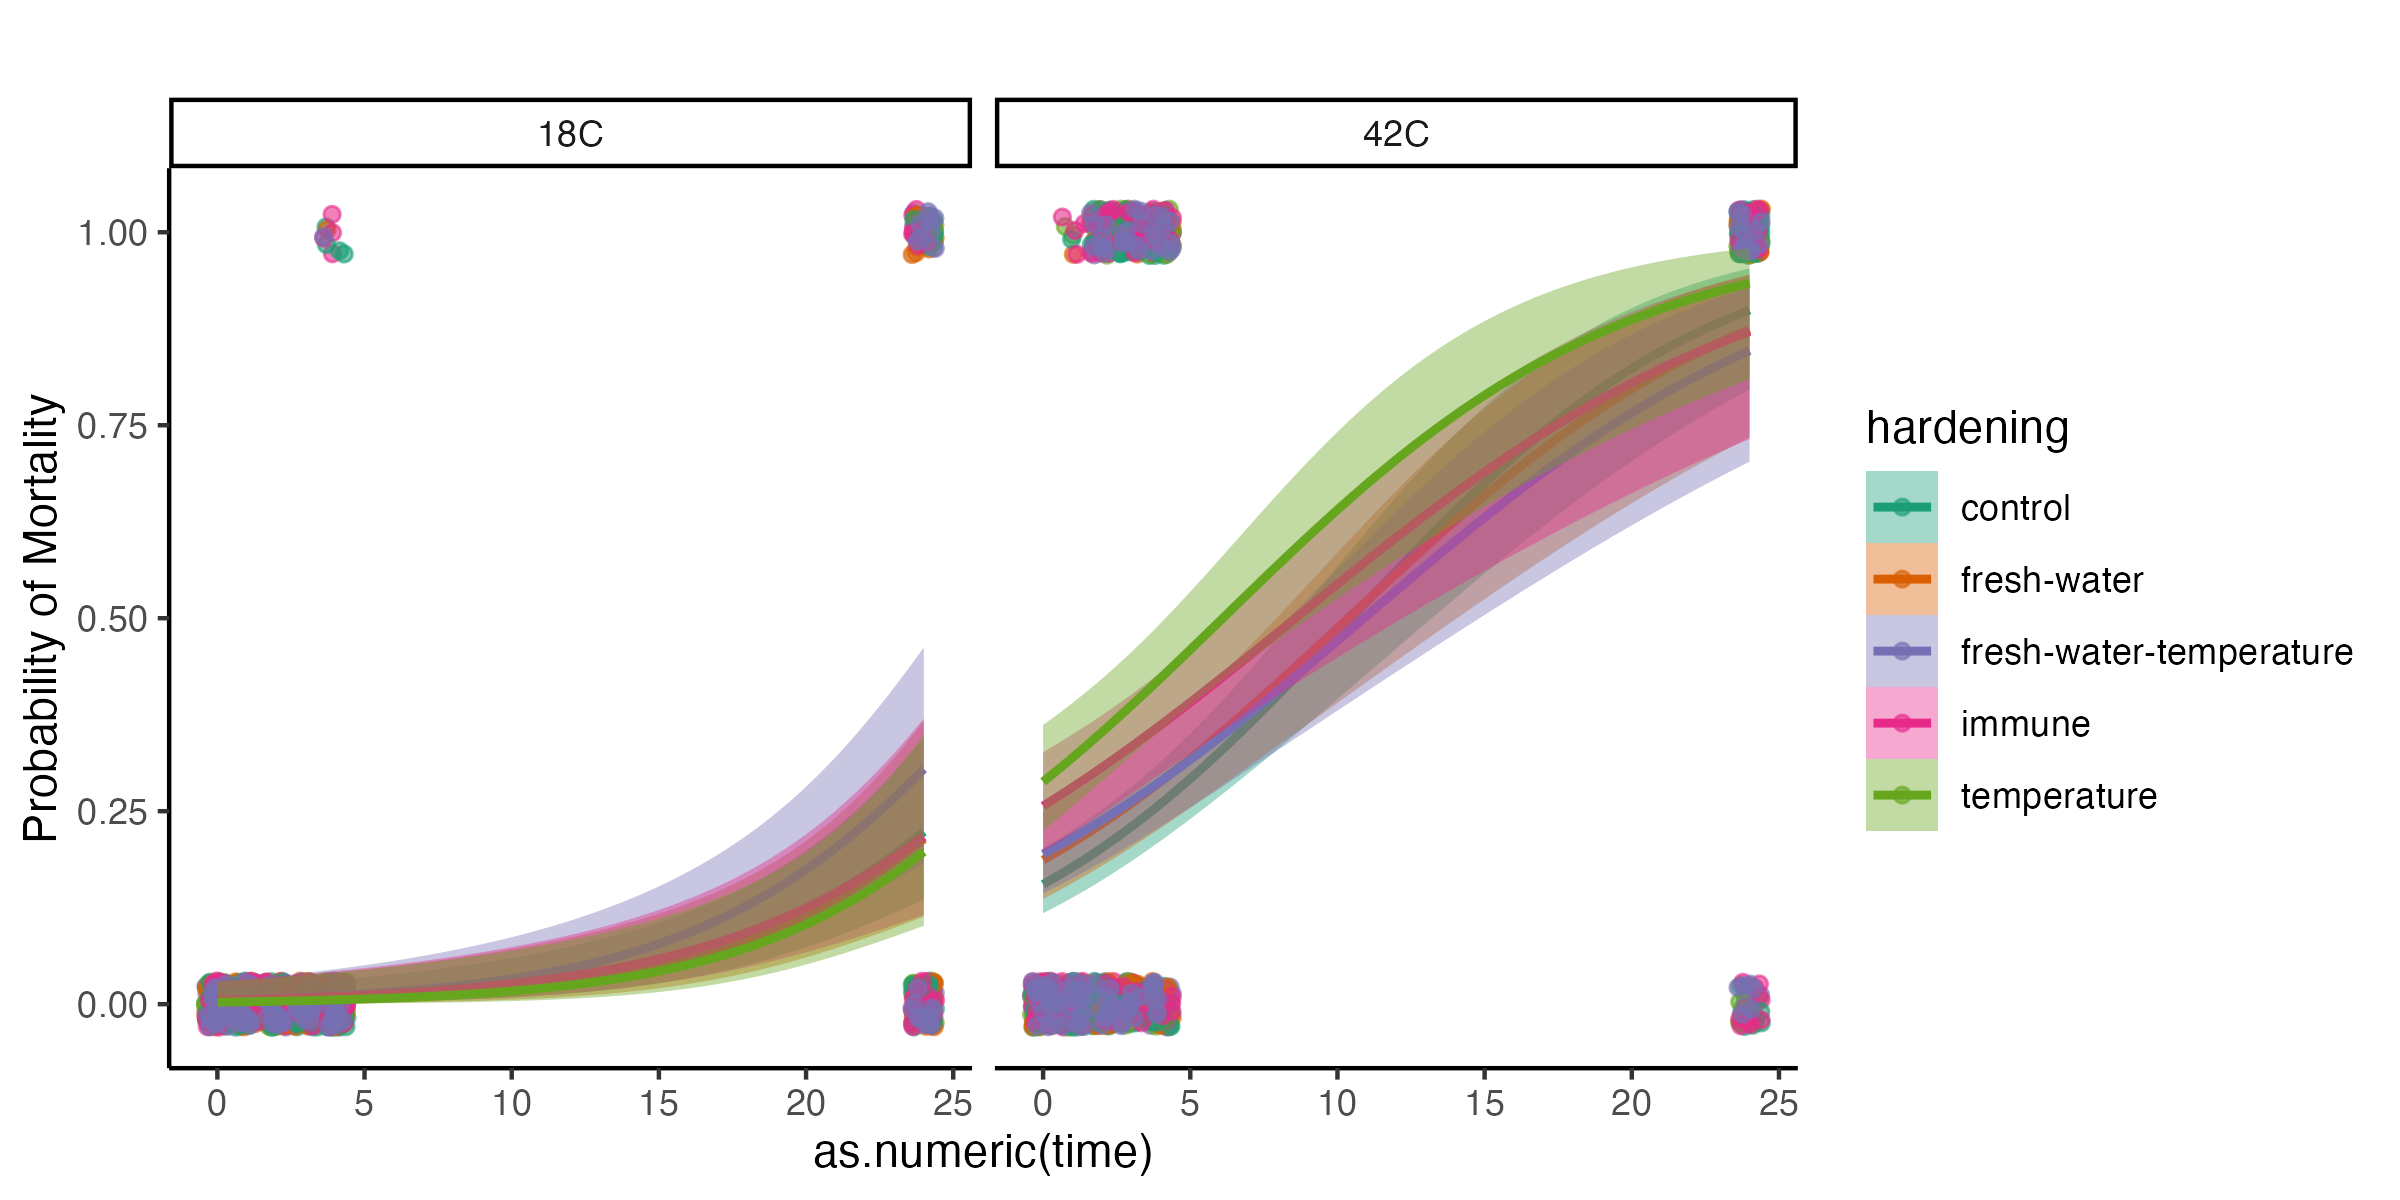 18C
42C
Probability of Mortality
1.00
0.75
0.50
0.25
0.00
0 5 10 15 20 25
0 5 10 15 20 25
as.numeric(time)
hardening
control
fresh-water
fresh-water-temperature
immune
temperature